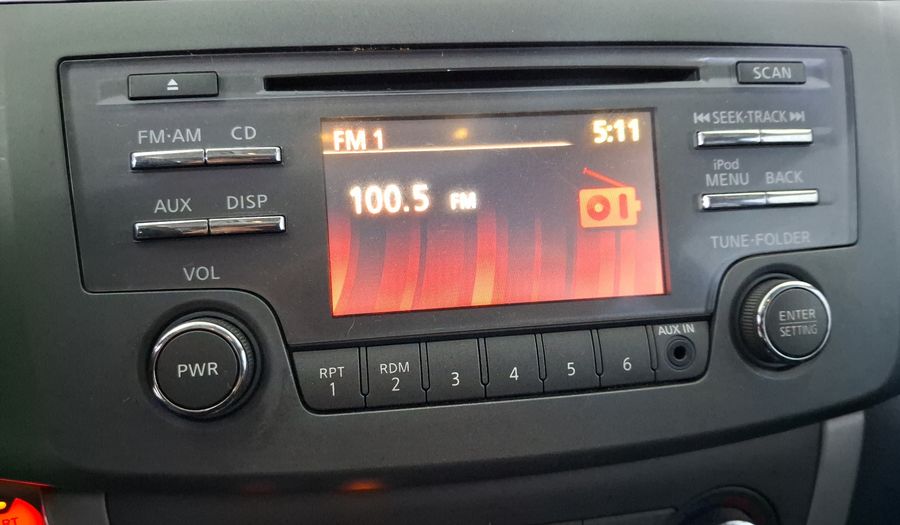 SCAN
FM·AM CD
FM 1 5:11
SEEK·TRACK
iPod
MENU BACK
AUX DISP
100.5 FM
TUNE·FOLDER
VOL
ENTER
SETTING
PWR
AUX IN
RPT
1
RDM
2
3
4
5
6
RT